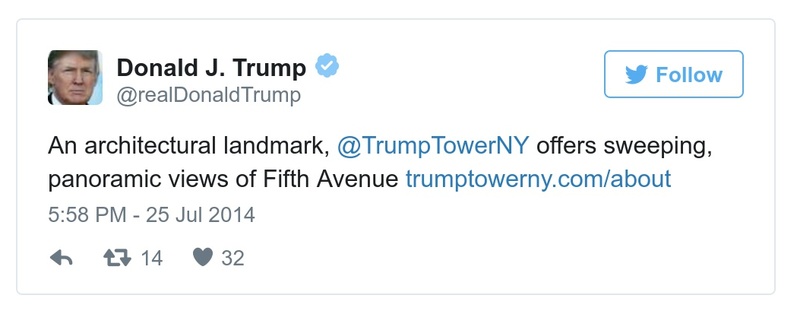 Donald J. Trump
@realDonaldTrump
Follow
An architectural landmark, @TrumpTowerNY offers sweeping,
panoramic views of Fifth Avenue trumptowerny.com/about
5:58 PM - 25 Jul 2014
14 32